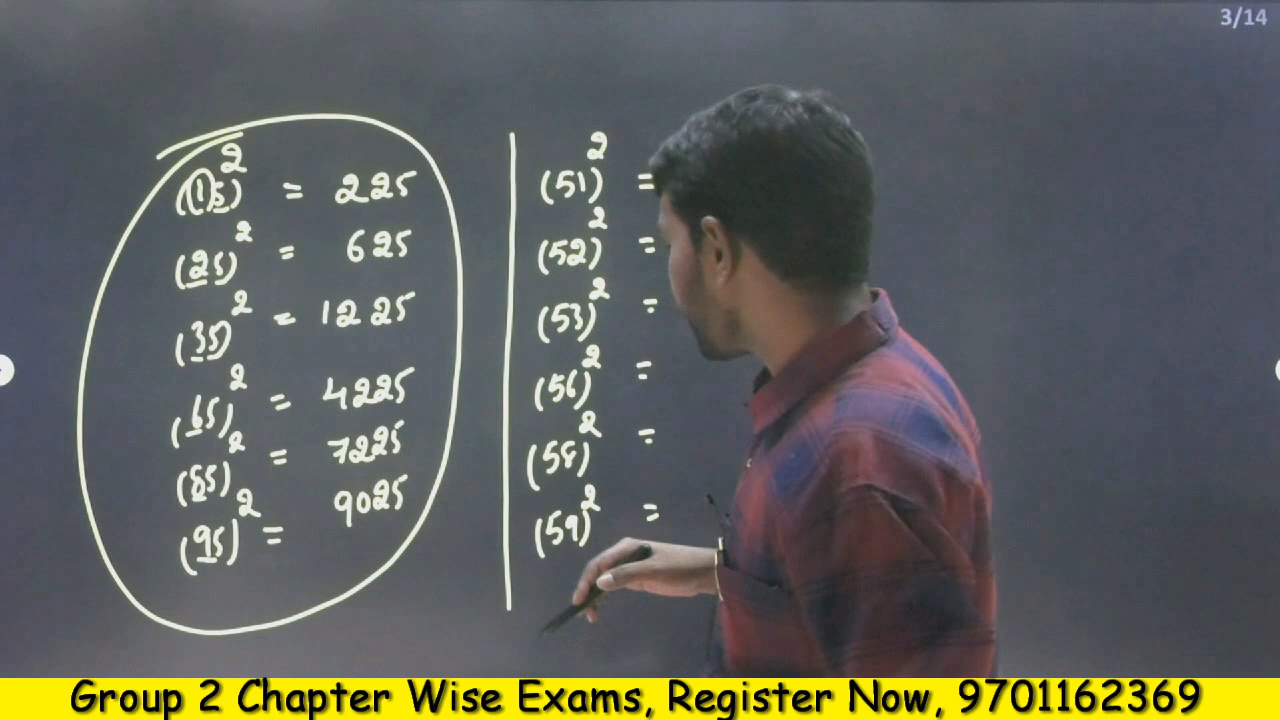 3/14
(15)² = 225
(25)² = 625
(35)² = 1225
(65)² = 4225
(85)² = 7225
(95)² = 9025
(51)² =
(52)² =
(53)² =
(56)² =
(58)² =
(59)² =
Group 2 Chapter Wise Exams, Register Now, 9701162369